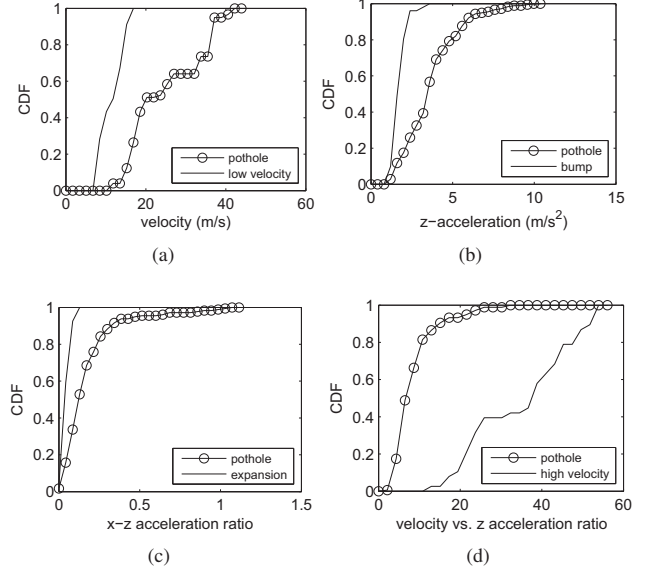 1
0.8
0.6
0.4
0.2
0
CDF
0 20 40 60
velocity (m/s)
pothole
low velocity
(a)
1
0.8
0.6
0.4
0.2
0
CDF
0 5 10 15
z−acceleration (m/s²)
pothole
bump
(b)
1
0.8
0.6
0.4
0.2
0
CDF
0 0.5 1 1.5
x−z acceleration ratio
pothole
expansion
(c)
1
0.8
0.6
0.4
0.2
0
CDF
0 20 40 60
velocity vs. z acceleration ratio
pothole
high velocity
(d)